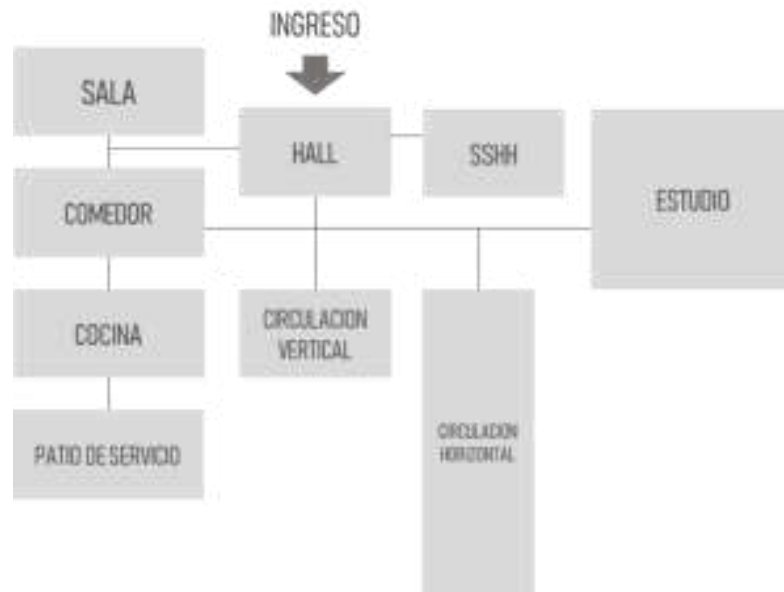 INGRESO
SALA
HALL
SSHH
ESTUDIO
COMEDOR
COCINA
CIRCULACION
VERTICAL
CIRCULACION
HORIZONTAL
PATIO DE SERVICIO